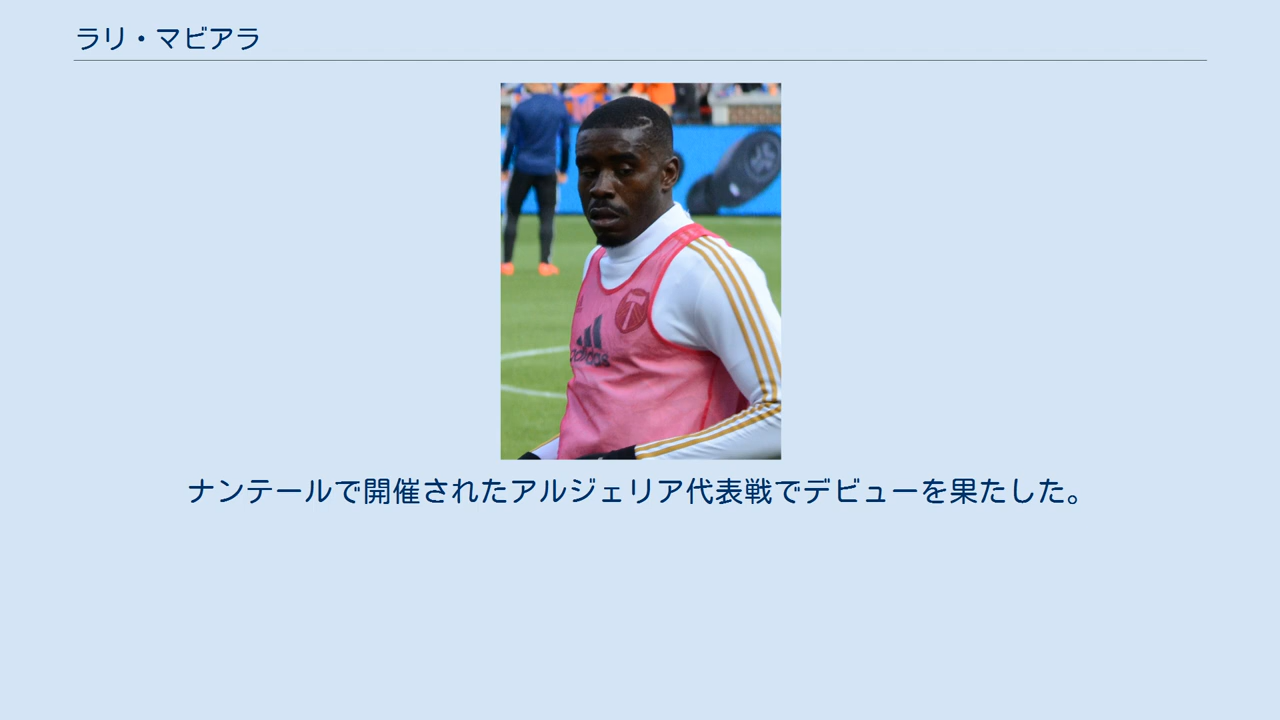 ラリ・マビアラ
adidas
ナンテールで開催されたアルジェリア代表戦でデビューを果たした。